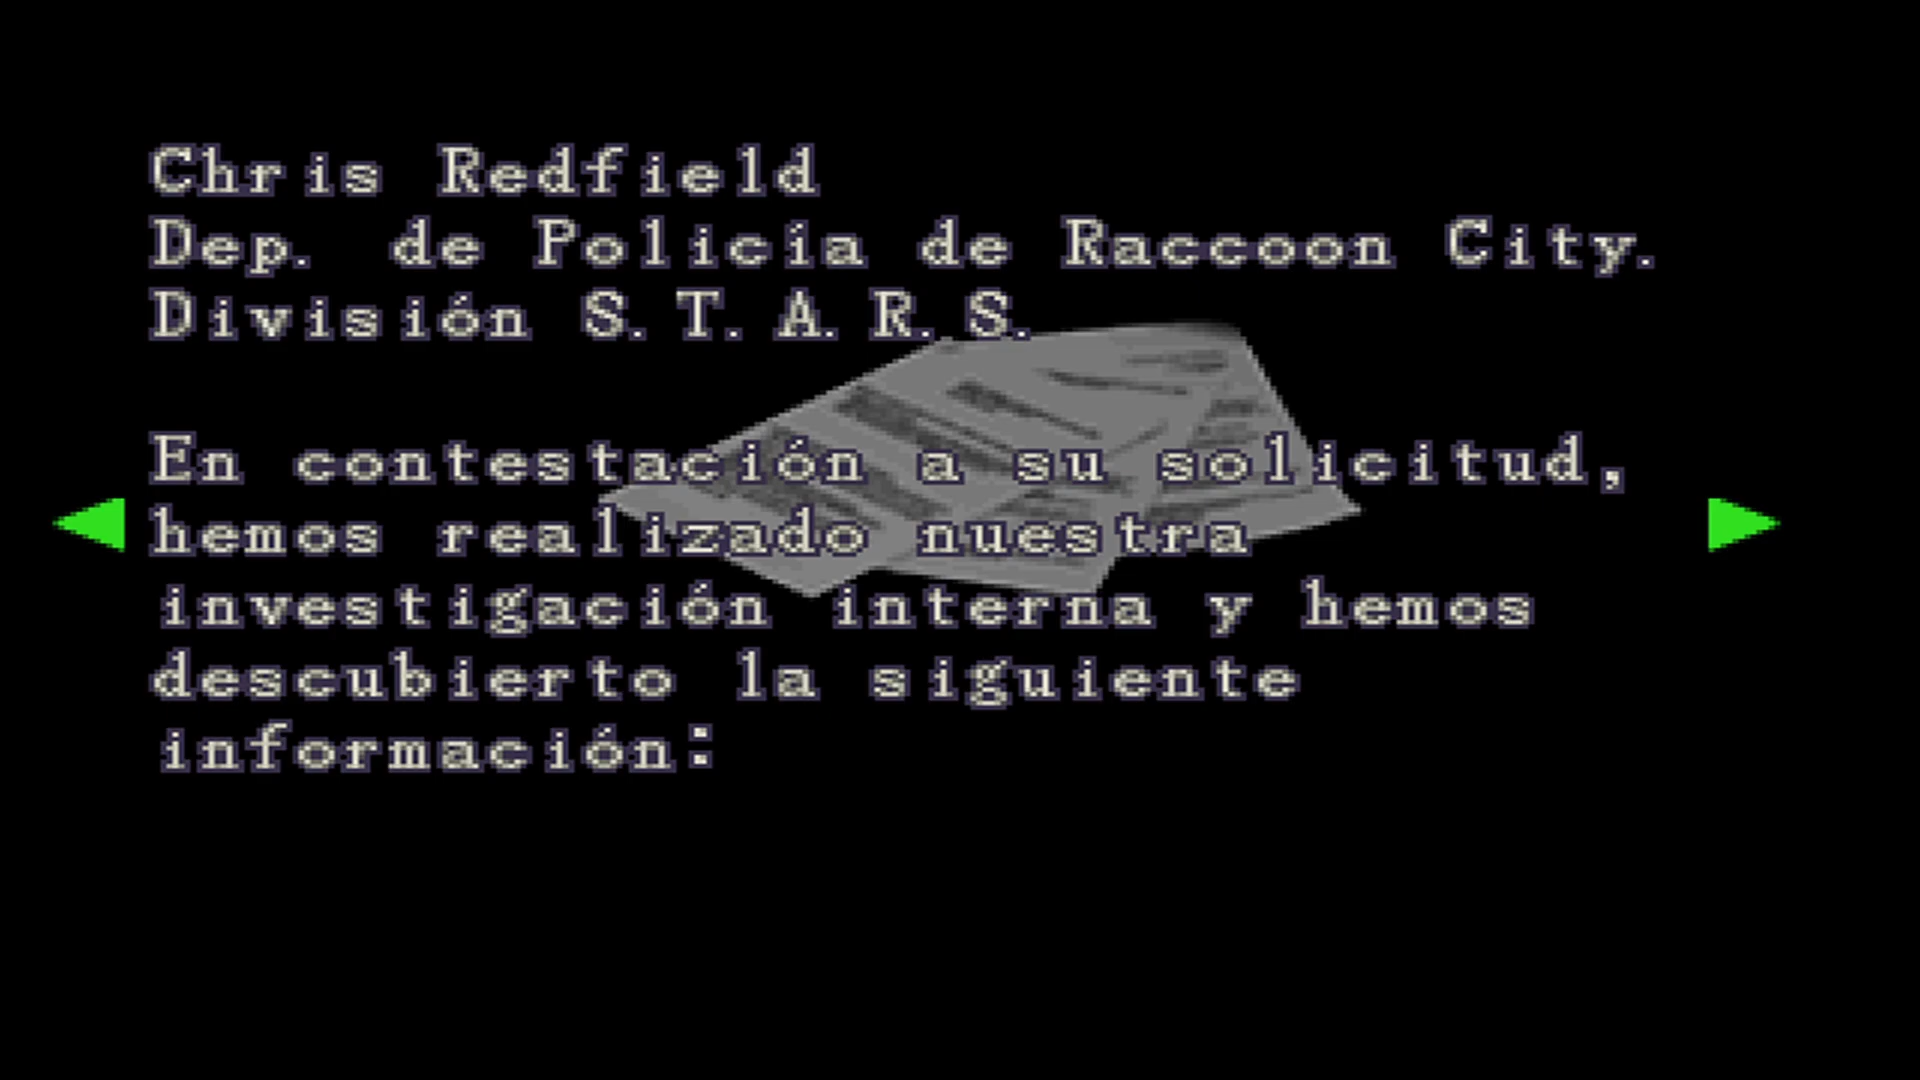 Chris Redfield
Dep. de Policía de Raccoon City.
División S.T.A.R.S.
En contestación a su solicitud,
hemos realizado nuestra
investigación interna y hemos
descubierto la siguiente
información: